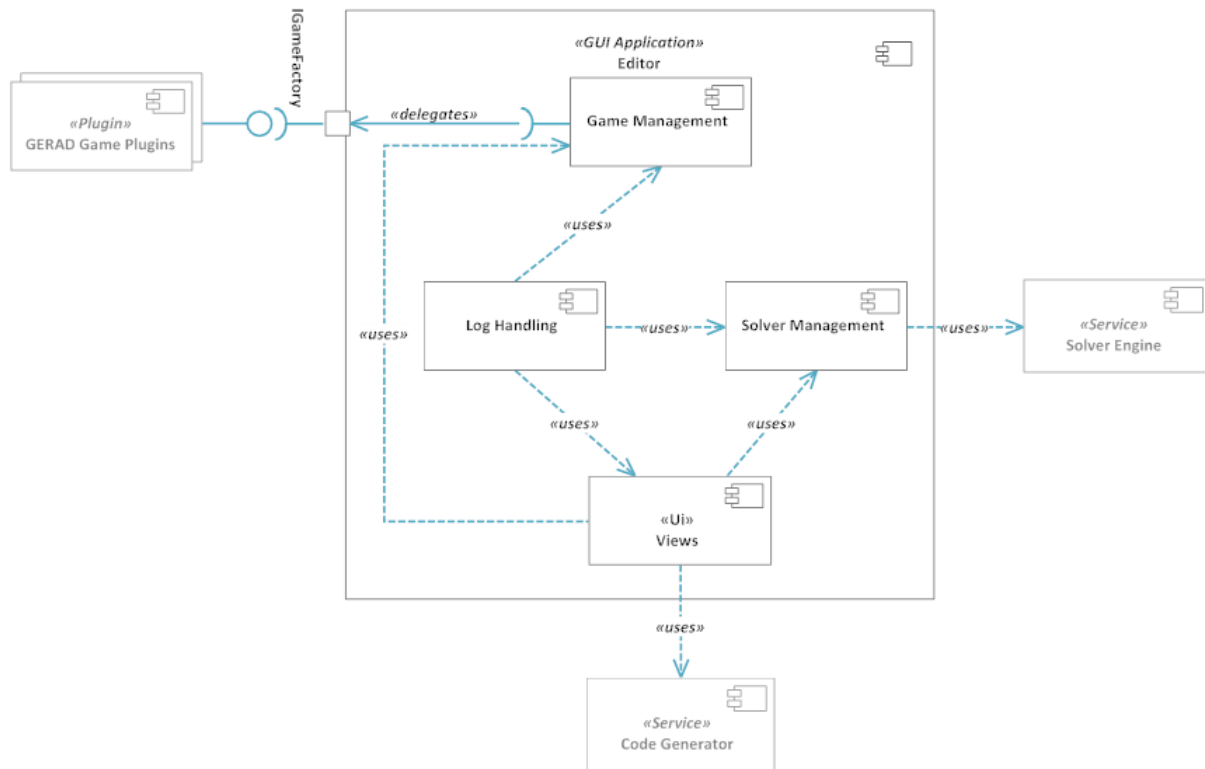 IGameFactory
«GUI Application»
Editor
«Plugin»
GERAD Game Plugins
«delegates»
Game Management
«uses»
Log Handling
«uses»
Solver Management
«uses»
«Service»
Solver Engine
«uses»
«uses»
«uses»
«Ui»
Views
«uses»
«Service»
Code Generator